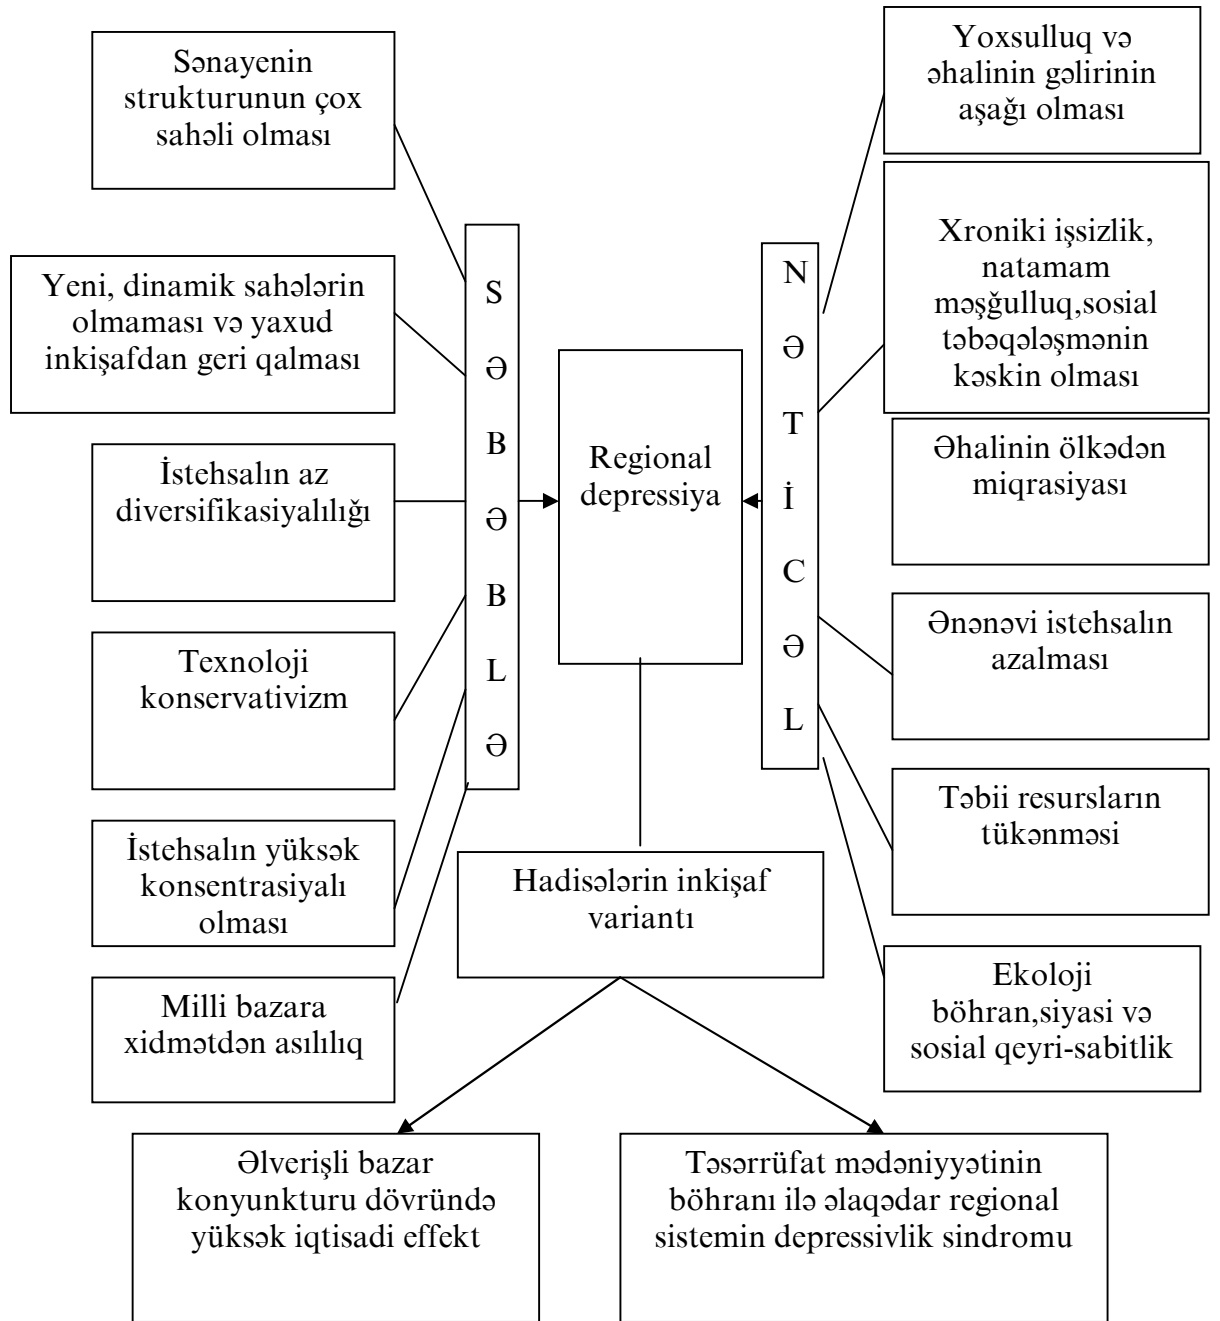 Sənayenin
strukturunun çox
sahəli olması
Yeni, dinamik sahələrin
olmaması və yaxud
inkişafdan geri qalması
İstehsalın az
diversifikasiyalılığı
Texnoloji
konservativizm
İstehsalın yüksək
konsentrasiyalı
olması
Milli bazara
xidmətdən asılılıq
S
Ə
B
Ə
B
L
Ə
Regional
depressiya
N
Ə
T
İ
C
Ə
L
Yoxsulluq və
əhalinin gəlirinin
aşağı olması
Xroniki işsizlik,
natamam
məşğulluq,sosial
təbəqələşmənin
kəskin olması
Əhalinin ölkədən
miqrasiyası
Ənənəvi istehsalın
azalması
Təbii resursların
tükənməsi
Ekoloji
böhran,siyasi və
sosial qeyri-sabitlik
Hadisələrin inkişaf
variantı
Əlverişli bazar
konyunkturu dövründə
yüksək iqtisadi effekt
Təsərrüfat mədəniyyətinin
böhranı ilə əlaqədar regional
sistemin depressivlik sindromu